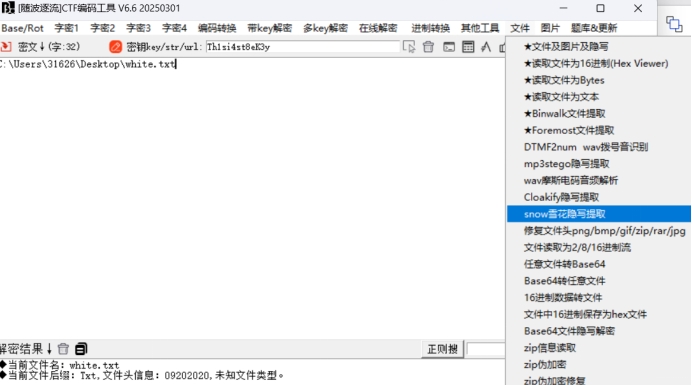 [随波逐流]CTF编码工具 V6.6 20250301
Base/Rot 字密1 字密2 字密3 字密4 编码转换 带key解密 多key解密 在线解密 进制转换 其他工具 文件 图片 题库&更新
密文↓(字:32) 密钥key/str/url: Th1si4st8eK3y
C:\Users\31626\Desktop\white.txt
★文件及图片及隐写
★读取文件为16进制(Hex Viewer)
★读取文件为Bytes
★读取文件为文本
★Binwalk文件提取
★Foremost文件提取
DTMF2num wav拨号音识别
mp3stego隐写提取
wav摩斯电码音频解析
Cloakify隐写提取
snow雪花隐写提取
修复文件头png/bmp/gif/zip/rar/jpg
文件读取为2/8/16进制流
任意文件转Base64
Base64转任意文件
16进制数据转文件
文件中16进制保存为hex文件
Base64文件隐写解密
zip信息读取
zip伪加密
zip伪加密修复
解密结果↓ 正则搜
◆当前文件名: white.txt
◆当前文件后缀: Txt,文件头信息: 09202020,未知文件类型。